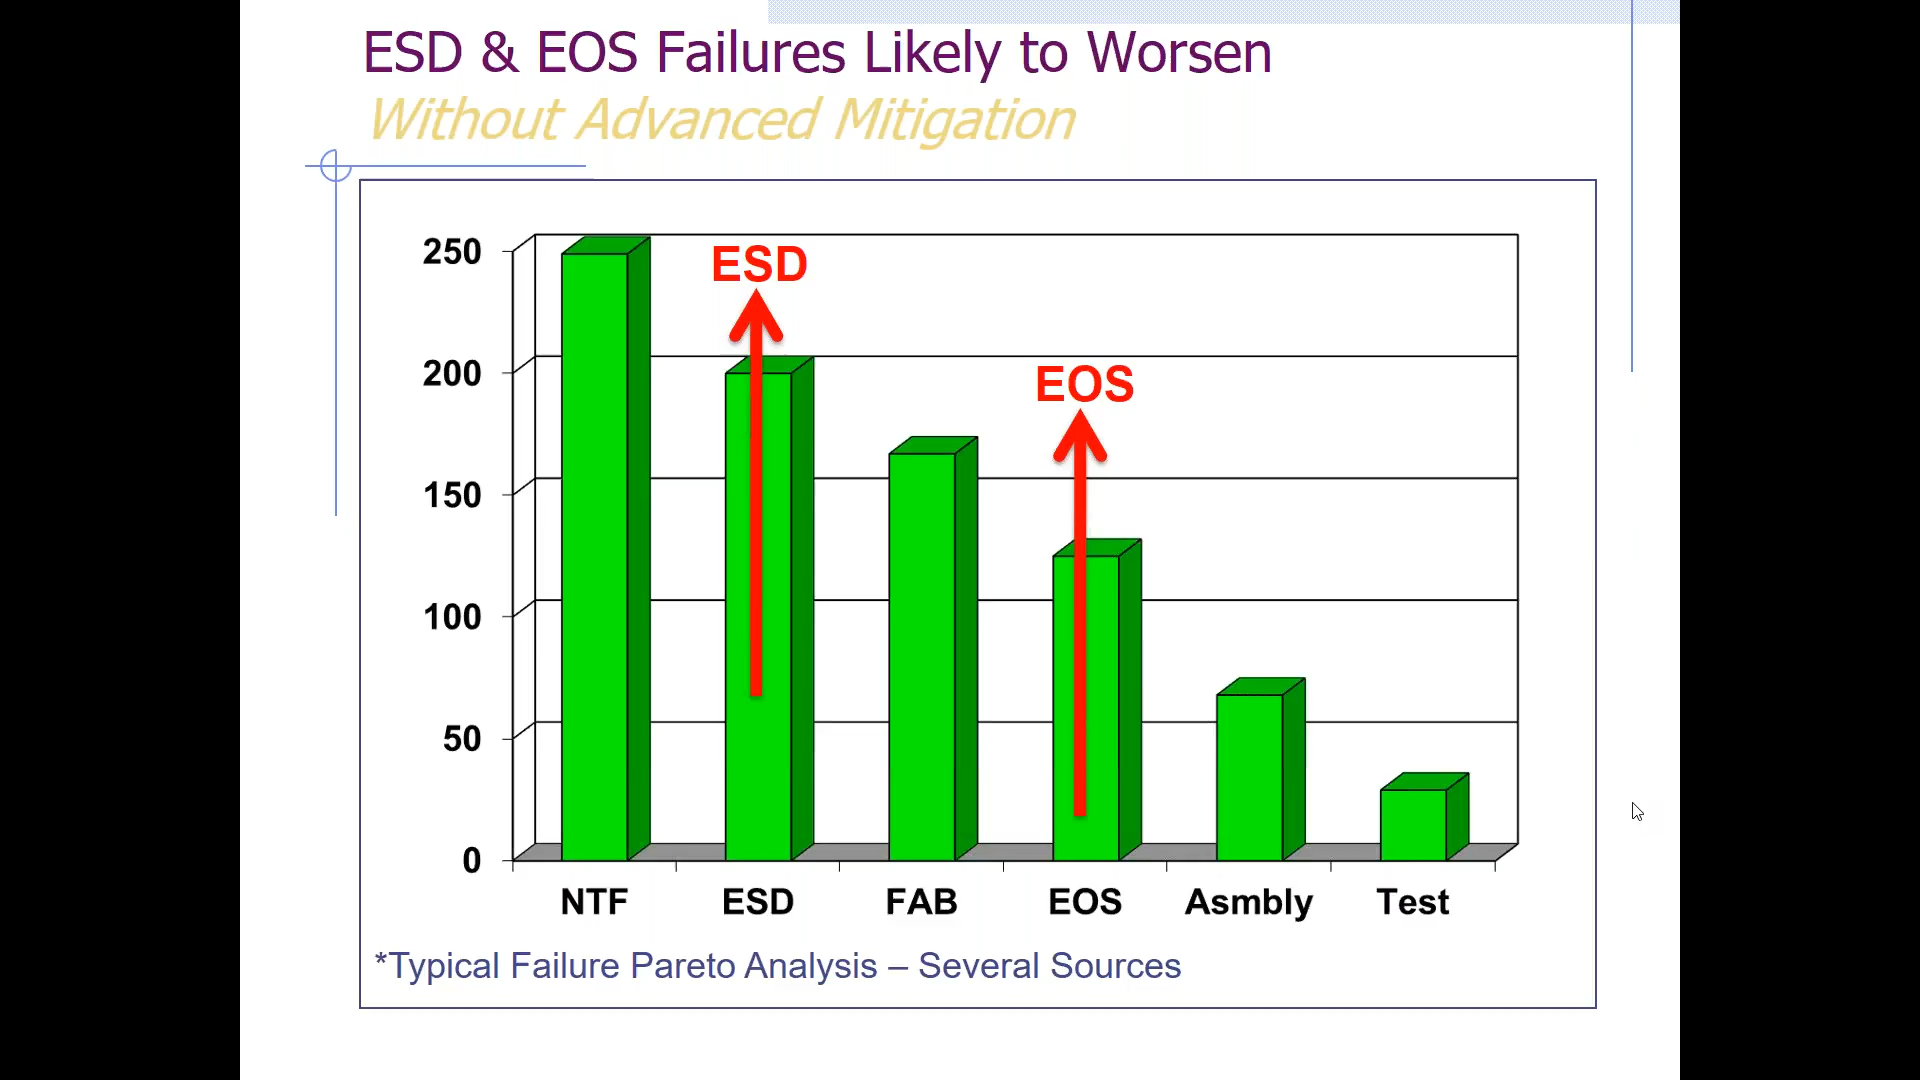 ESD & EOS Failures Likely to Worsen
Without Advanced Mitigation
250
200
150
100
50
0
ESD
EOS
NTF ESD FAB EOS Asmbly Test
*Typical Failure Pareto Analysis – Several Sources